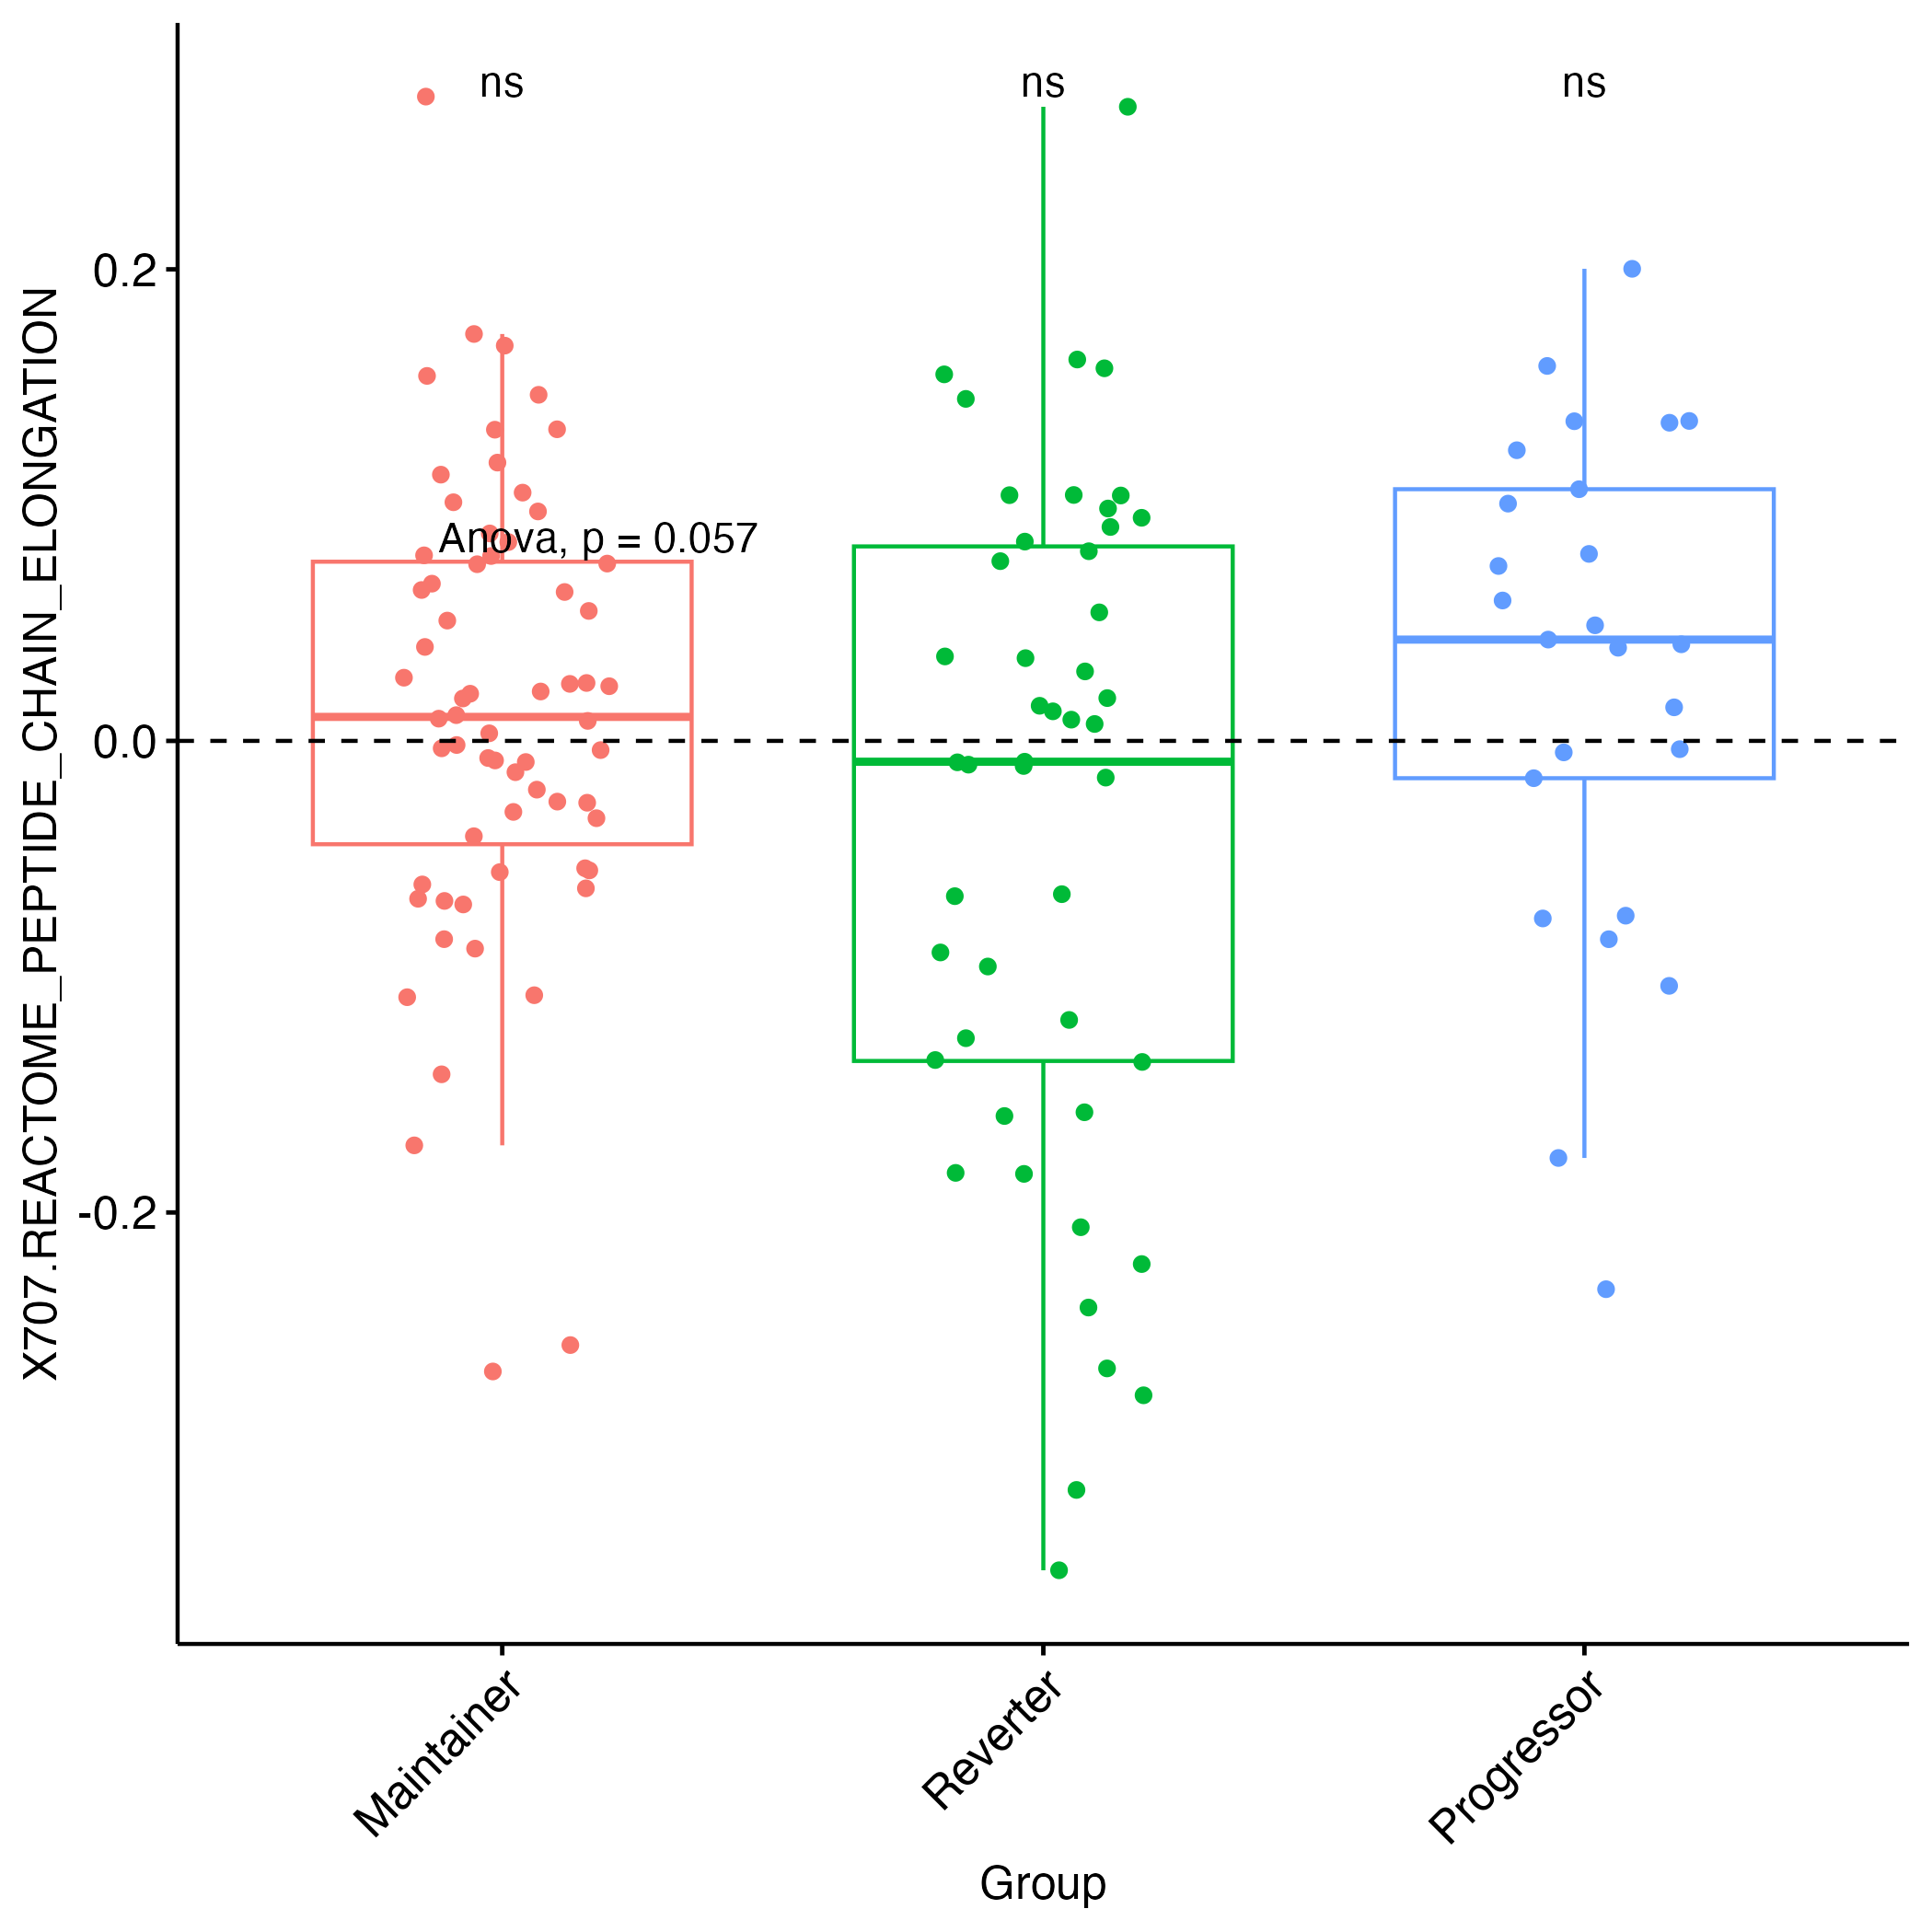 ns ns ns
0.2
Anova, p = 0.057
0.0
-0.2
X707.REACTOME_PEPTIDE_CHAIN_ELONGATION
Maintainer Reverter Progressor
Group